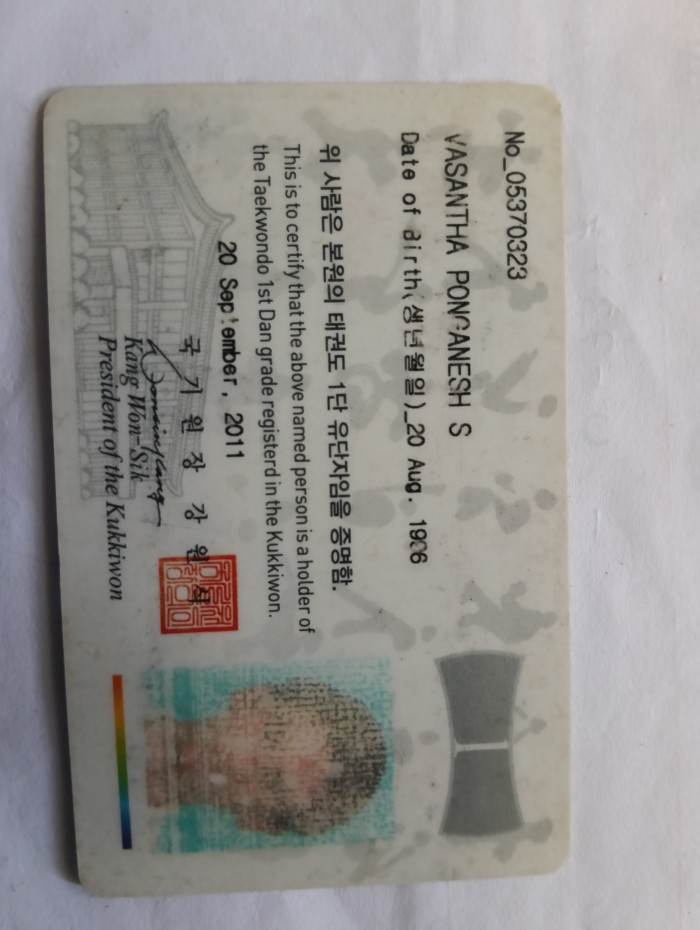 No_05370323
VASANTHA PONGANESH S
Date of Birth(생년월일)_20 Aug. 1986
위 사람은 본원의 태권도 1단 유단자임을 증명함.
This is to certify that the above named person is a holder of
the Taekwondo 1st Dan grade registerd in the Kukkiwon.
20 September, 2011
국 기 원 장 강 원 식
Kang Won-Sik
President of the Kukkiwon